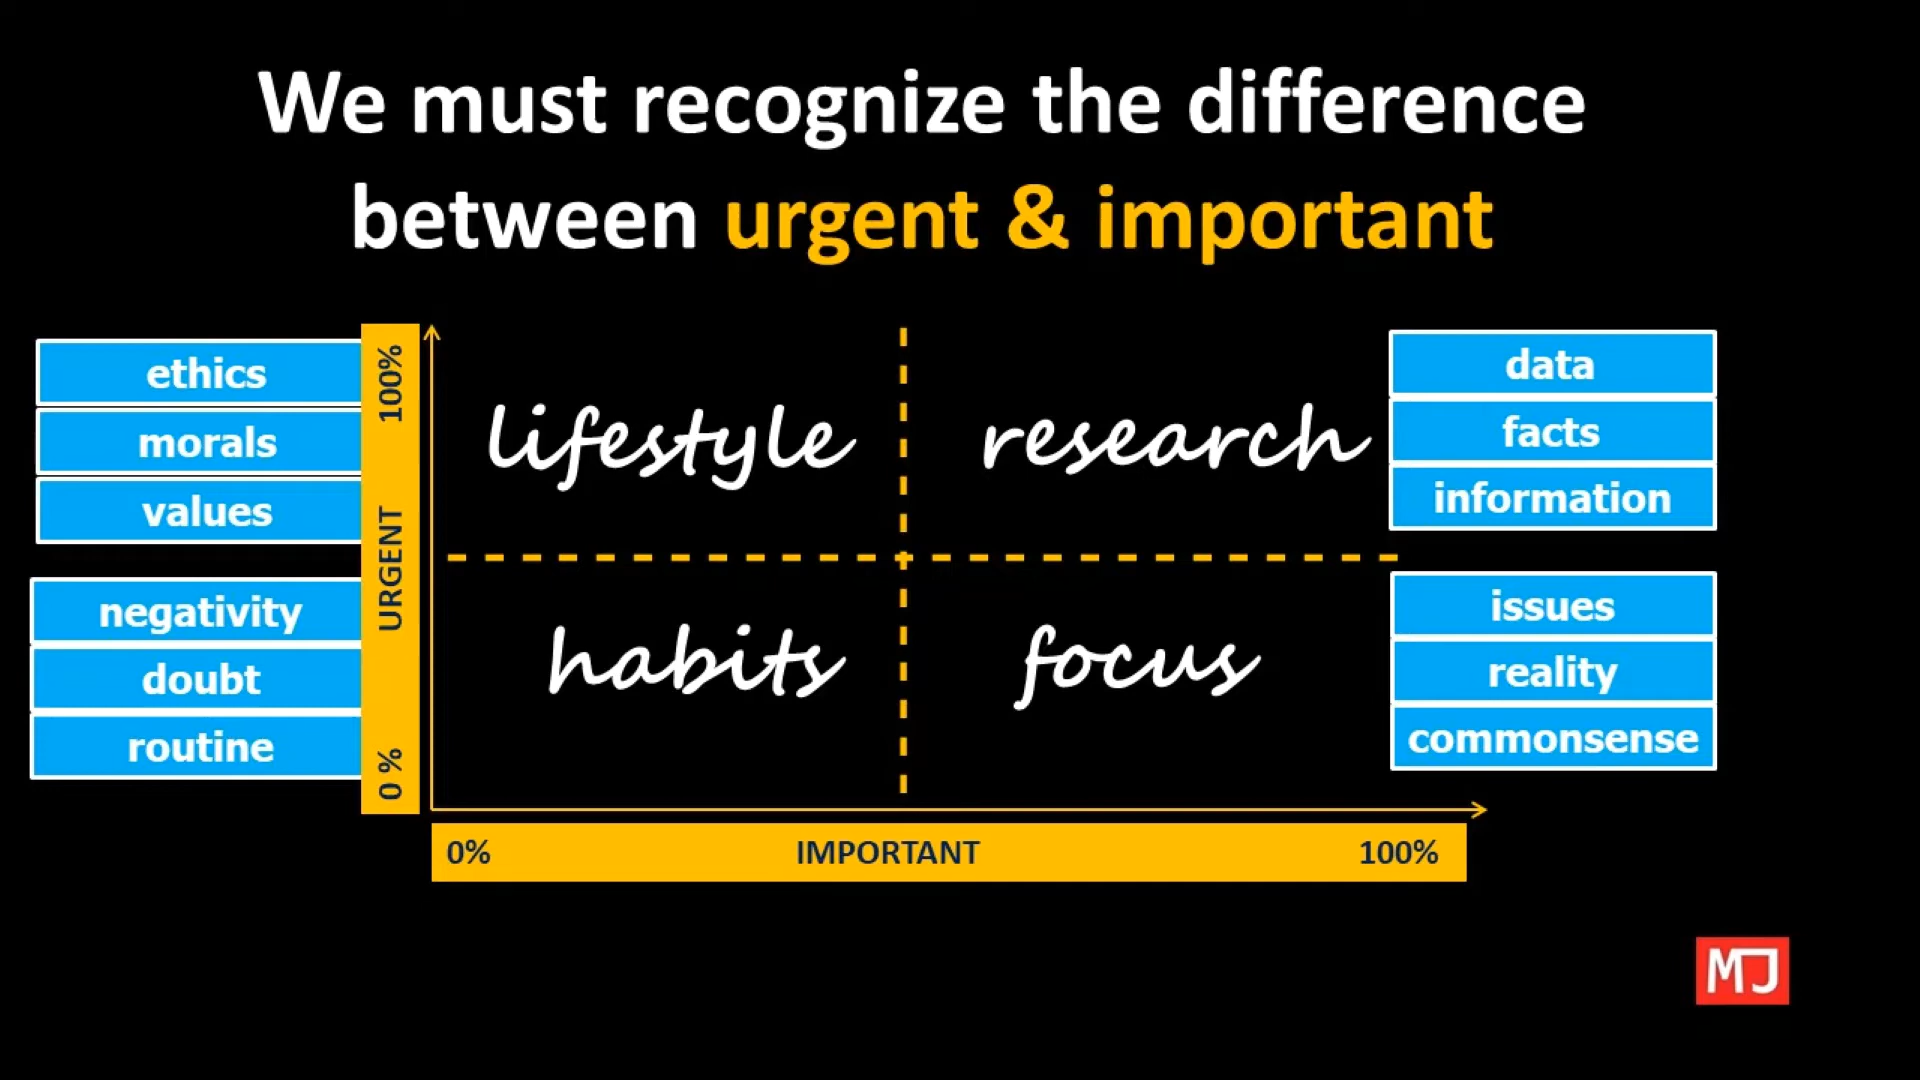 We must recognize the difference
between urgent & important
ethics
morals
values
negativity
doubt
routine
100%
URGENT
0 %
lifestyle
research
habits
focus
data
facts
information
issues
reality
commonsense
0% IMPORTANT 100%
MJ